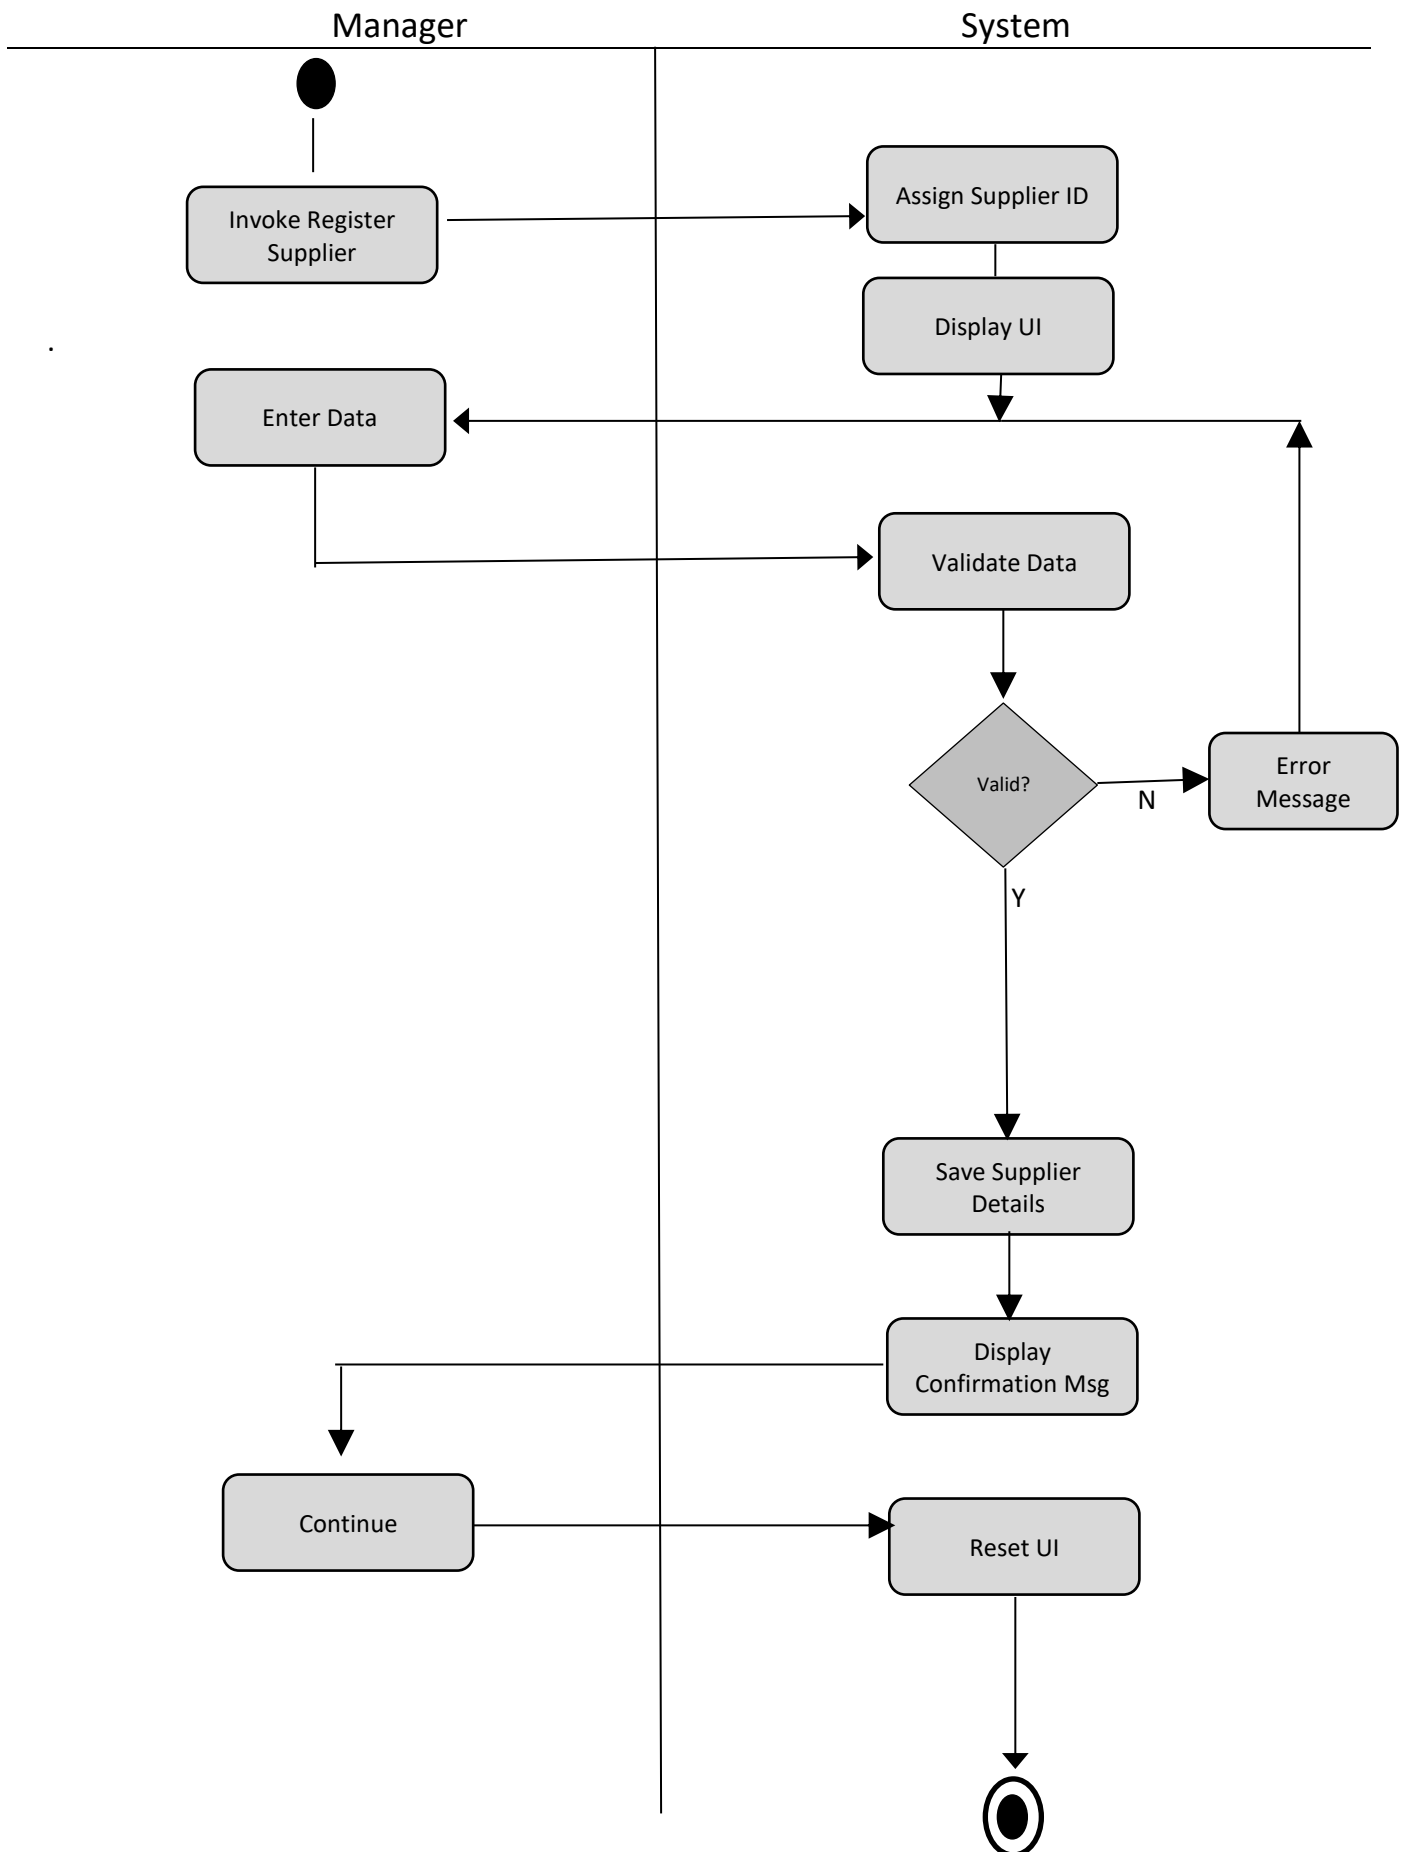 Manager
System
Assign Supplier ID
Invoke Register
Supplier
Display UI
.
Enter Data
Validate Data
Valid?
N
Error
Message
Y
Save Supplier
Details
Display
Confirmation Msg
Continue
Reset UI